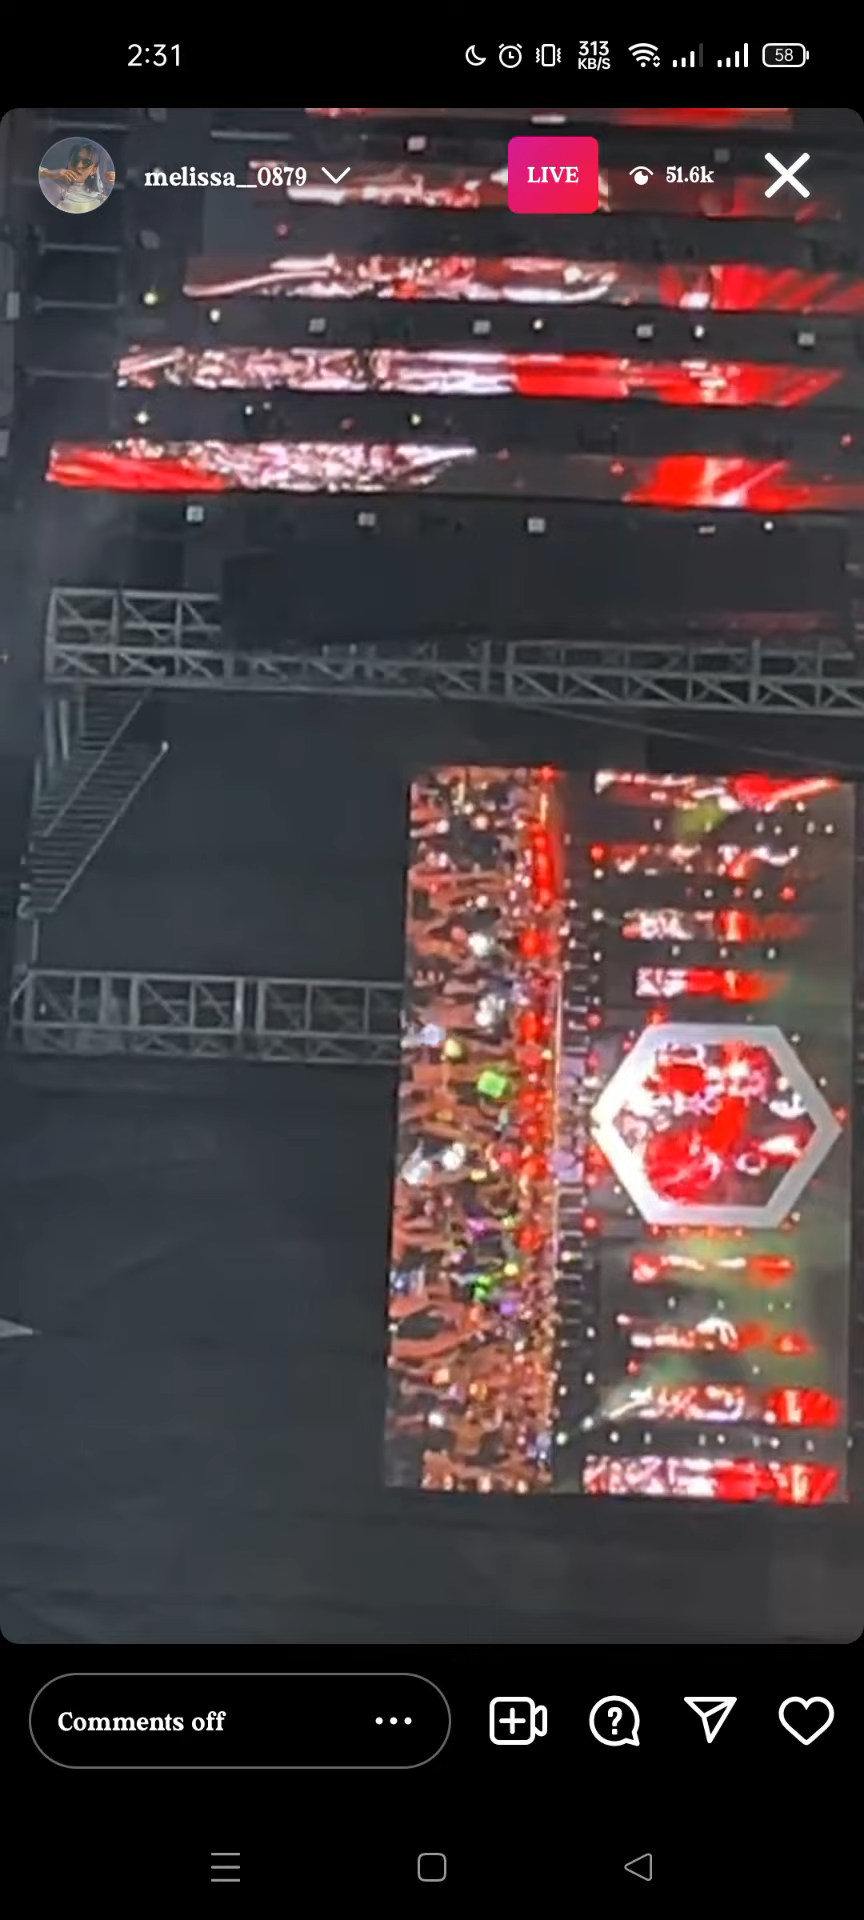 2:31
313
KB/S
58
melissa__0879
LIVE
51.6k
Comments off